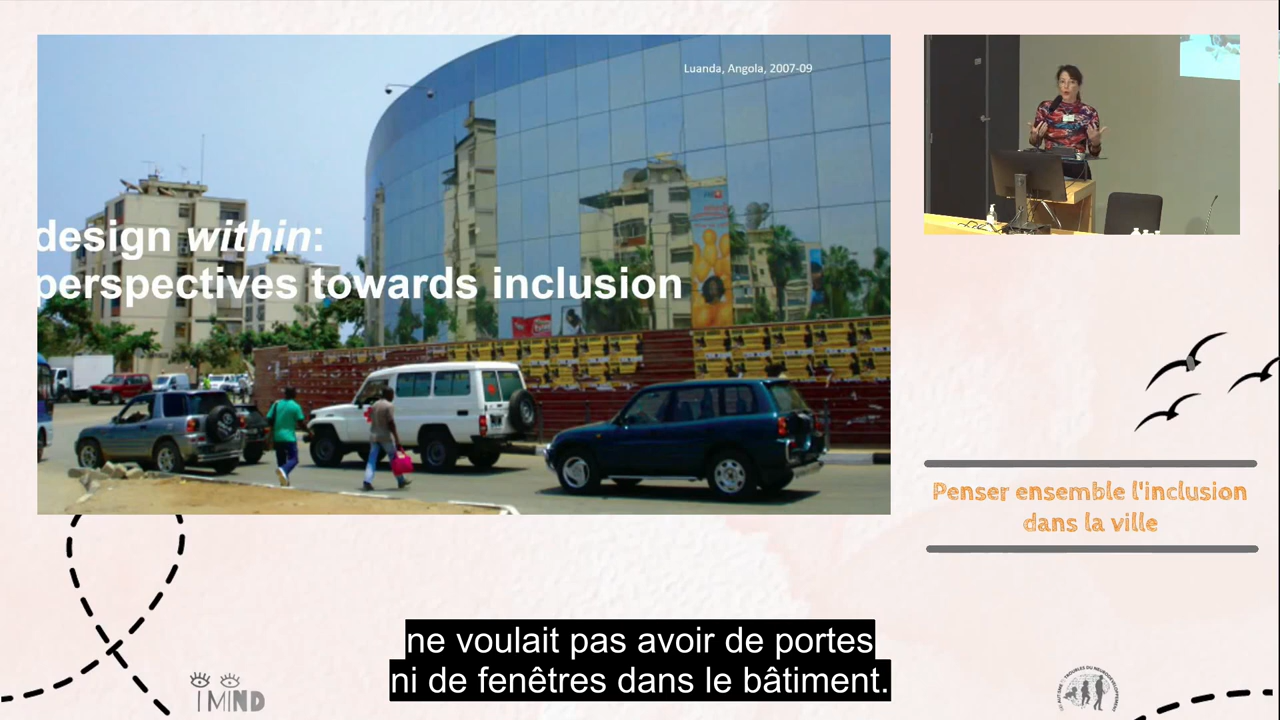 Luanda, Angola, 2007-09
design within:
perspectives towards inclusion
Penser ensemble l'inclusion
dans la ville
ne voulait pas avoir de portes
ni de fenêtres dans le bâtiment.
I MIND